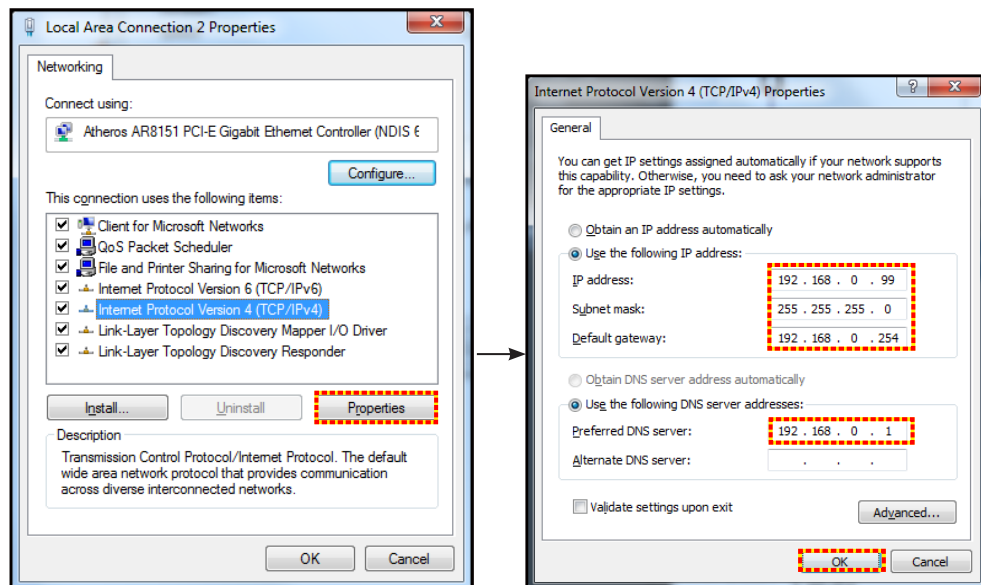 Local Area Connection 2 Properties
Networking
Connect using:
Atheros AR8151 PCI-E Gigabit Ethernet Controller (NDIS 6
Configure...
This connection uses the following items:
Client for Microsoft Networks
QoS Packet Scheduler
File and Printer Sharing for Microsoft Networks
Internet Protocol Version 6 (TCP/IPv6)
Internet Protocol Version 4 (TCP/IPv4)
Link-Layer Topology Discovery Mapper I/O Driver
Link-Layer Topology Discovery Responder
Install...
Uninstall
Properties
Description
Transmission Control Protocol/Internet Protocol. The default
wide area network protocol that provides communication
across diverse interconnected networks.
OK
Cancel
Internet Protocol Version 4 (TCP/IPv4) Properties
General
You can get IP settings assigned automatically if your network supports
this capability. Otherwise, you need to ask your network administrator
for the appropriate IP settings.
Obtain an IP address automatically
Use the following IP address:
IP address: 192 . 168 . 0 . 99
Subnet mask: 255 . 255 . 255 . 0
Default gateway: 192 . 168 . 0 . 254
Obtain DNS server address automatically
Use the following DNS server addresses:
Preferred DNS server: 192 . 168 . 0 . 1
Alternate DNS server: . . .
Validate settings upon exit
Advanced...
OK
Cancel